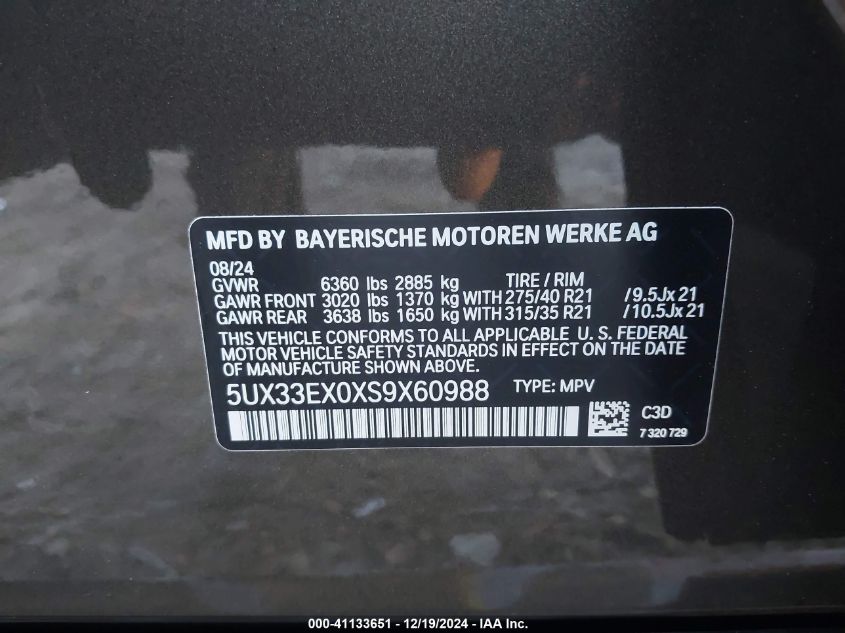 MFD BY BAYERISCHE MOTOREN WERKE AG
08/24
GVWR 6360 lbs 2885 kg TIRE / RIM
GAWR FRONT 3020 lbs 1370 kg WITH 275/40 R21 /9.5Jx21
GAWR REAR 3638 lbs 1650 kg WITH 315/35 R21 /10.5Jx21
THIS VEHICLE CONFORMS TO ALL APPLICABLE U. S. FEDERAL
MOTOR VEHICLE SAFETY STANDARDS IN EFFECT ON THE DATE
OF MANUFACTURE SHOWN ABOVE.
5UX33EX0XS9X60988 TYPE: MPV
C3D
7 320 729
000-41133651 - 12/19/2024 - IAA Inc.